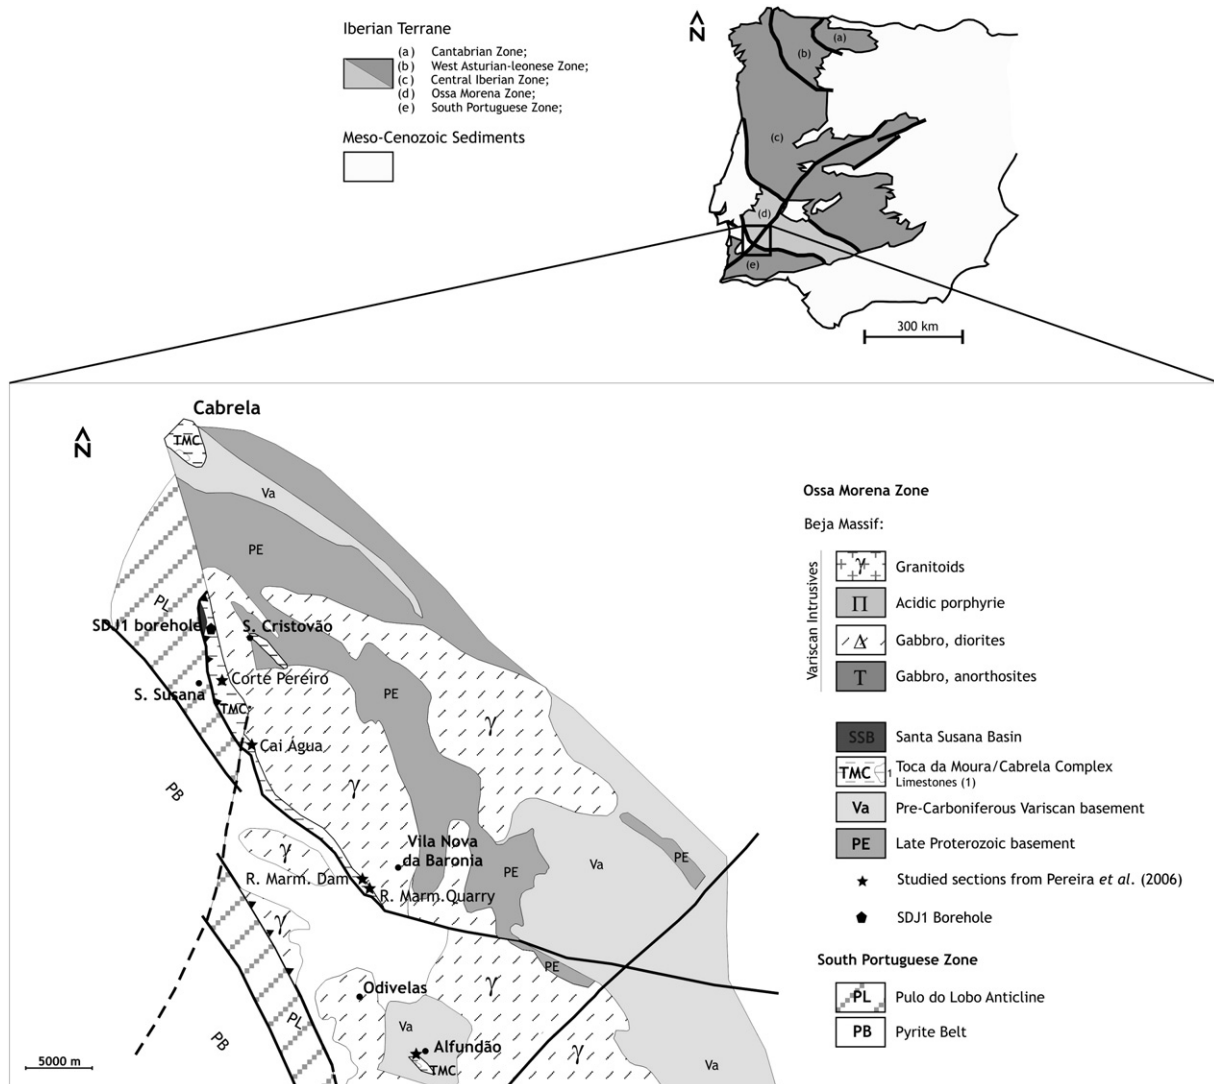 Iberian Terrane
(a) Cantabrian Zone;
(b) West Asturian-leonese Zone;
(c) Central Iberian Zone;
(d) Ossa Morena Zone;
(e) South Portuguese Zone;
Meso-Cenozoic Sediments
N
(a)
(b)
(c)
(d)
(e)
300 km
Cabrela
N
TMC
Va
PE
PL
SDJ1 borehole
S. Cristovão
Corte Pereiro
S. Susana
TMC
PE
γ
Cai Água
PB
γ
γ
Vila Nova
da Baronia
R. Marm. Dam
R. Marm.Quarry
PE
Va
PE
γ
PE
Odivelas
γ
PL
PB
Va
Alfundão
TMC
γ
Va
5000 m
Ossa Morena Zone
Beja Massif:
Variscan Intrusives
γ Granitoids
Π Acidic porphyrie
Δ Gabbro, diorites
T Gabbro, anorthosites
SSB Santa Susana Basin
TMC 1 Toca da Moura/Cabrela Complex
Limestones (1)
Va Pre-Carboniferous Variscan basement
PE Late Proterozoic basement
Studied sections from Pereira et al. (2006)
SDJ1 Borehole
South Portuguese Zone
PL Pulo do Lobo Anticline
PB Pyrite Belt